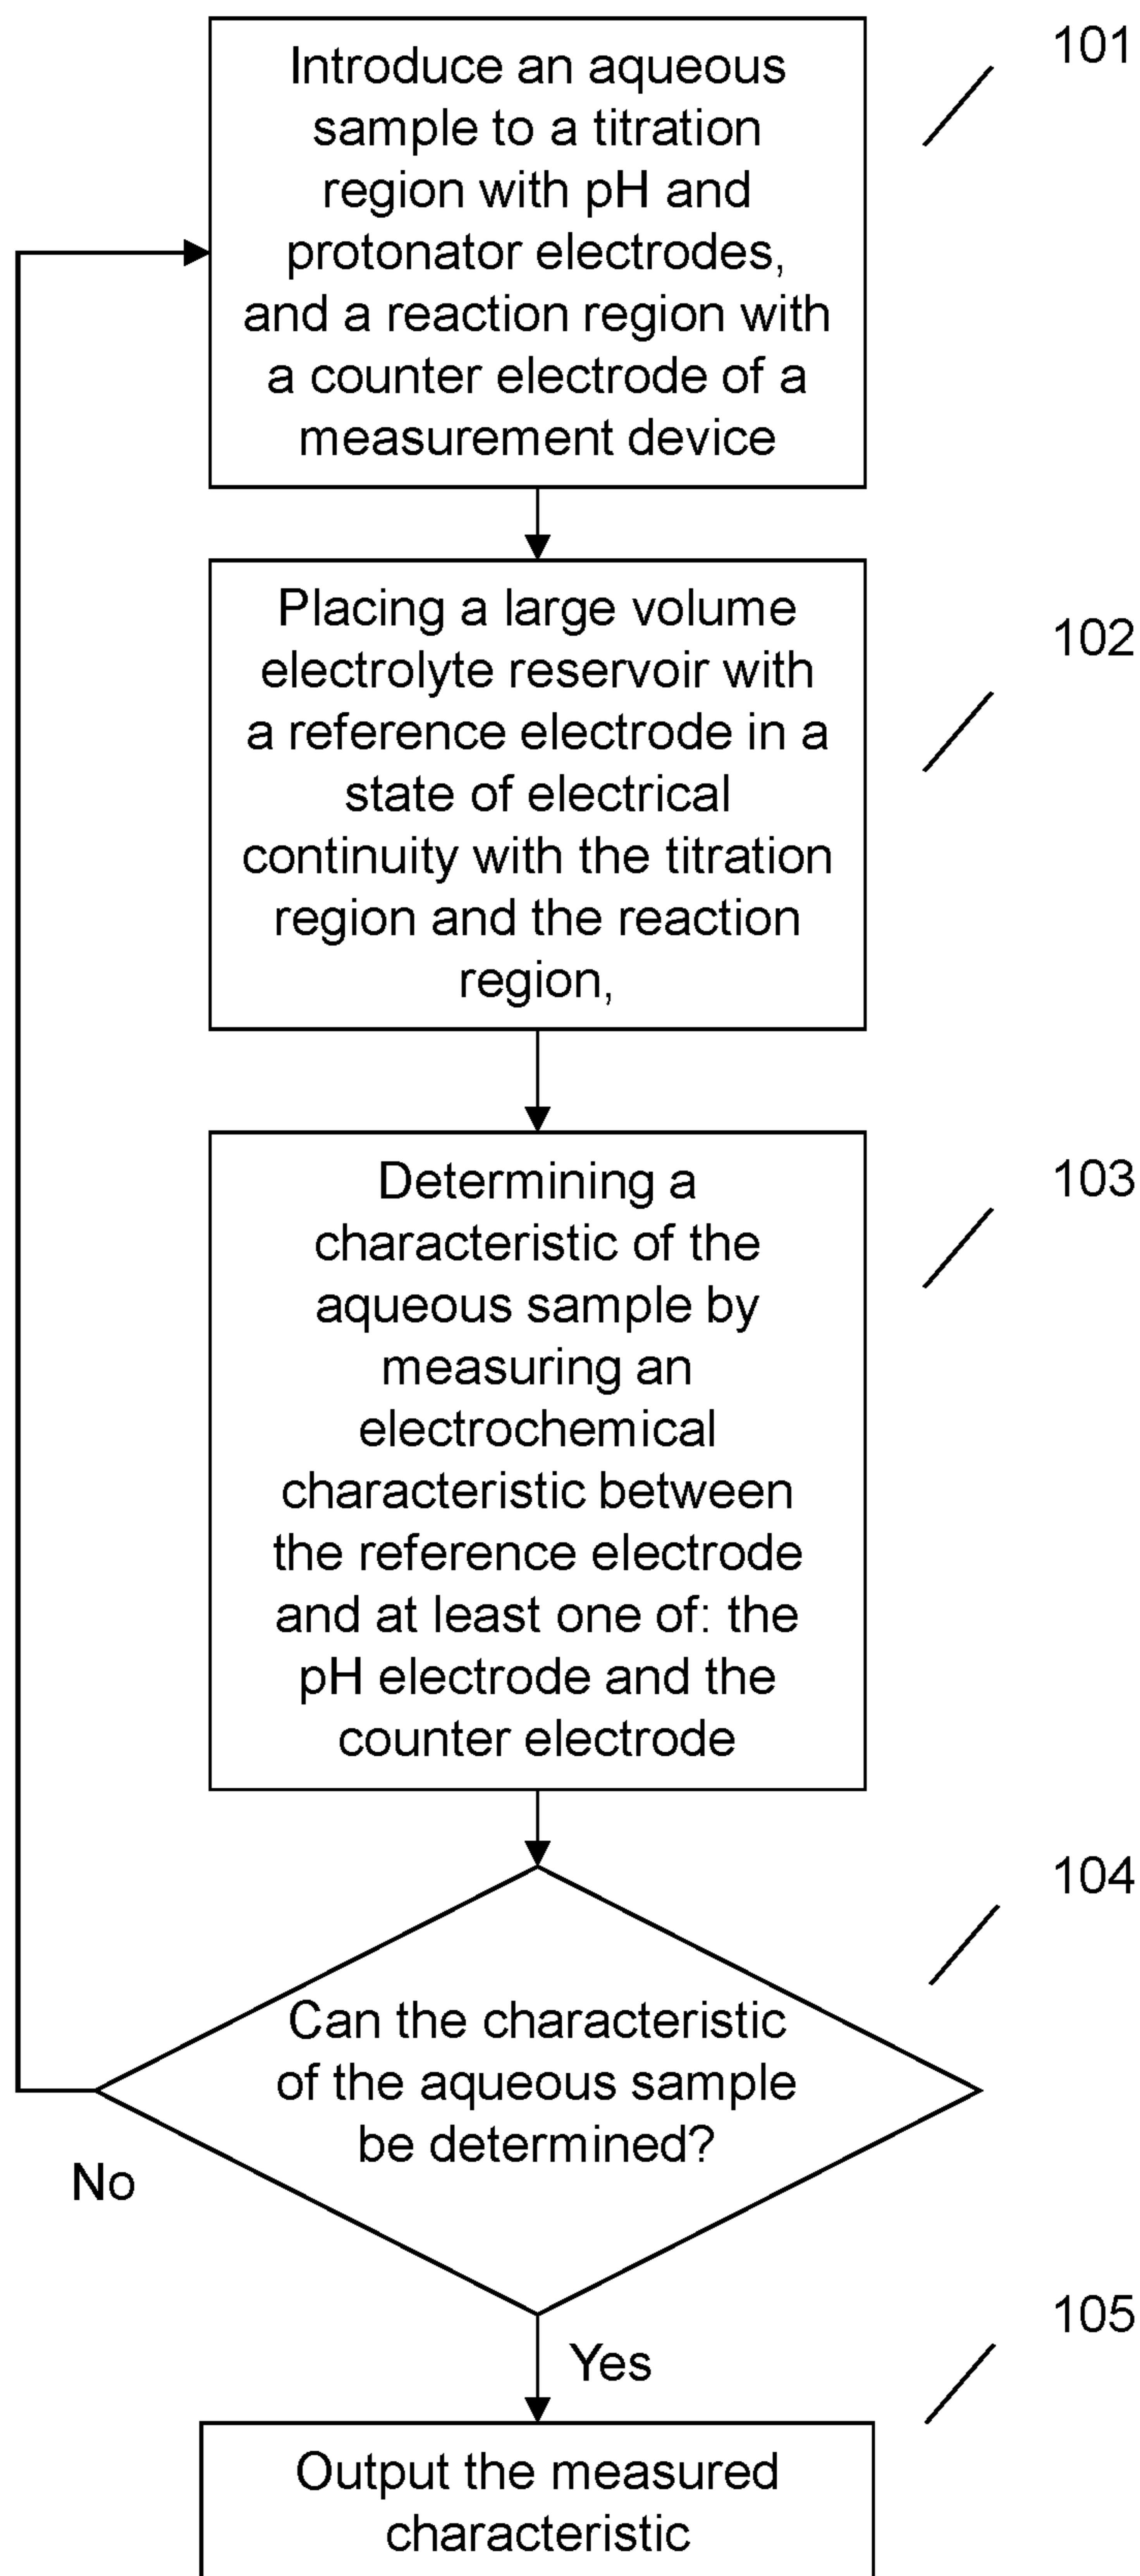 Introduce an aqueous
sample to a titration
region with pH and
protonator electrodes,
and a reaction region with
a counter electrode of a
measurement device
101
Placing a large volume
electrolyte reservoir with
a reference electrode in a
state of electrical
continuity with the titration
region and the reaction
region,
102
Determining a
characteristic of the
aqueous sample by
measuring an
electrochemical
characteristic between
the reference electrode
and at least one of: the
pH electrode and the
counter electrode
103
Can the characteristic
of the aqueous sample
be determined?
104
No
Yes
Output the measured
characteristic
105